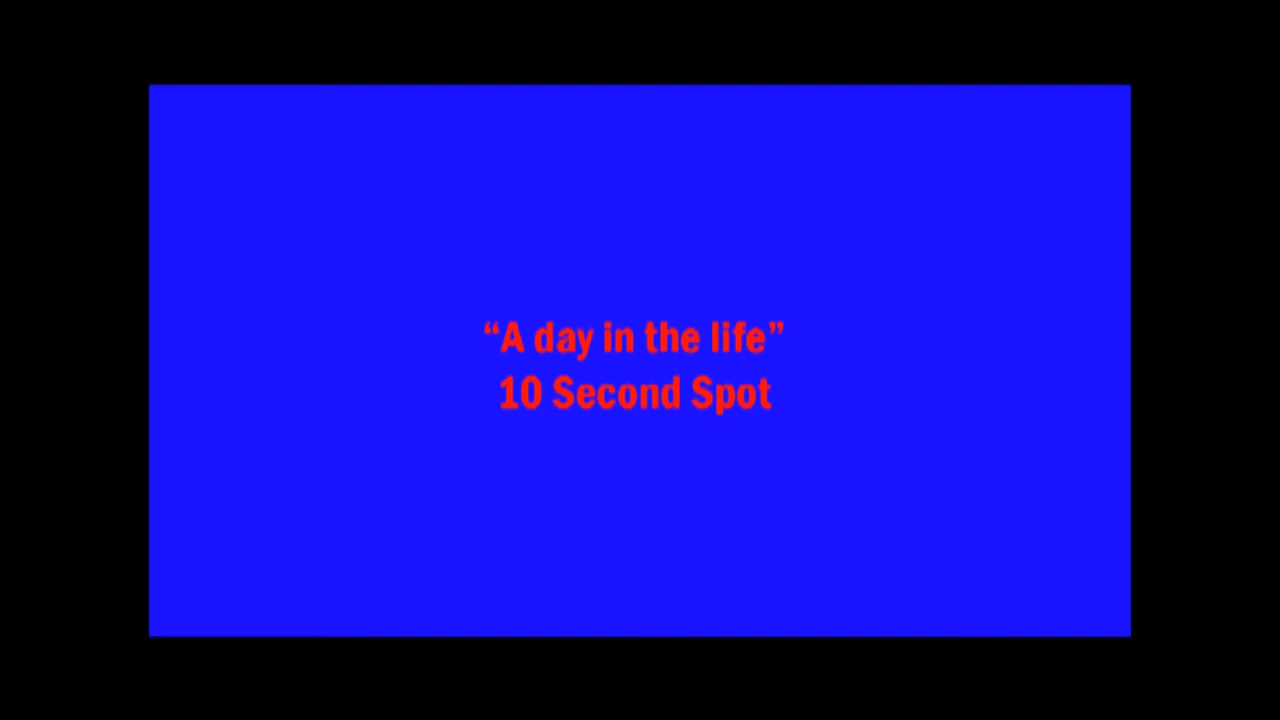 “A day in the life”
10 Second Spot